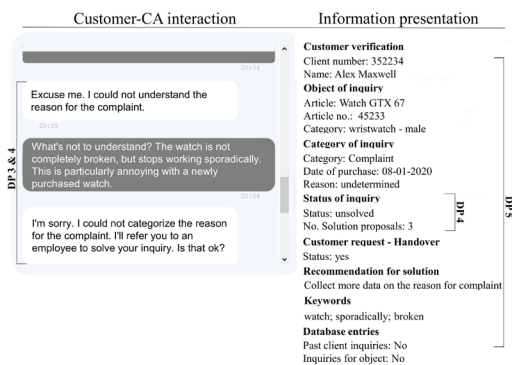 Customer-CA interaction
20:04
Excuse me. I could not understand the
reason for the complaint.
20:05
What's not to understand? The watch is not
completely broken, but stops working sporadically.
This is particularly annoying with a newly
purchased watch.
20:04
I'm sorry. I could not categorize the reason
for the complaint. I'll refer you to an
employee to solve your inquiry. Is that ok?
DP3 & 4
Information presentation
Customer verification
Client number: 352234
Name: Alex Maxwell
Object of inquiry
Article: Watch GTX 67
Article no.: 45233
Category: wristwatch - male
Category of inquiry
Category: Complaint
Date of purchase: 08-01-2020
Reason: undetermined
Status of inquiry
Status: unsolved
No. Solution proposals: 3
Customer request - Handover
Status: yes
Recommendation for solution
Collect more data on the reason for complaint
Keywords
watch; sporadically; broken
Database entries
Past client inquiries: No
Inquiries for object: No
DP4
DP5